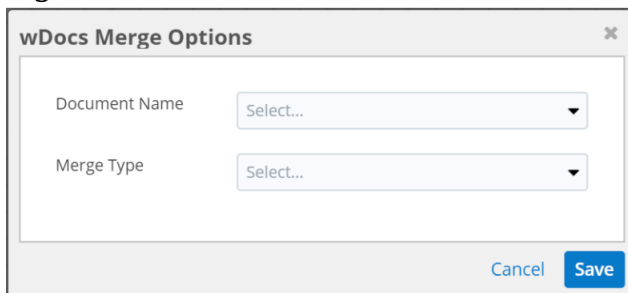 wDocs Merge Options
Document Name Select...
Merge Type Select...
Cancel Save